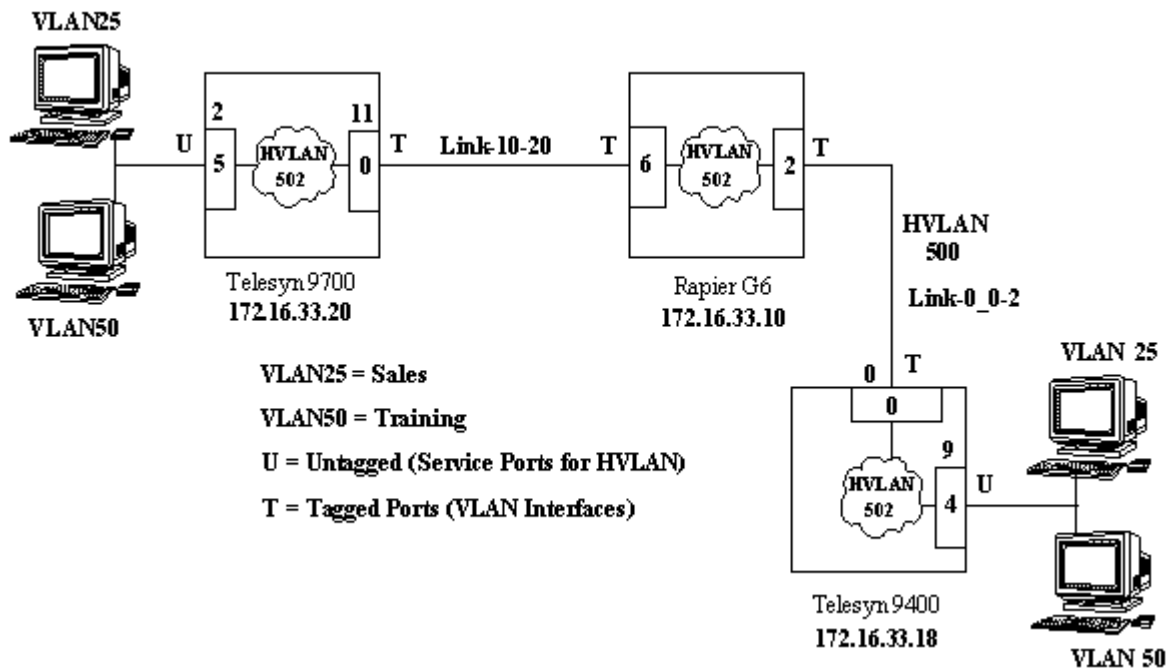 VLAN25
2
11
U
5
HVLAN
502
0
T
Link-10-20
T
6
HVLAN
502
2
T
VLAN50
Telesyn 9700
172.16.33.20
Rapier G6
172.16.33.10
HVLAN
500
Link-0_0-2
VLAN25 = Sales
VLAN50 = Training
U = Untagged (Service Ports for HVLAN)
T = Tagged Ports (VLAN Interfaces)
0
T
0
HVLAN
502
9
4
U
VLAN 25
VLAN 50
Telesyn 9400
172.16.33.18